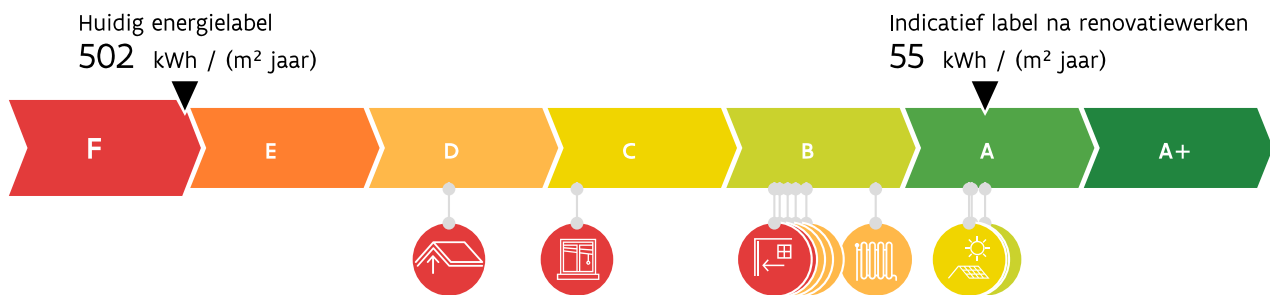 Huidig energielabel
502 kWh / (m² jaar)
Indicatief label na renovatiewerken
55 kWh / (m² jaar)
F E D C B A A+